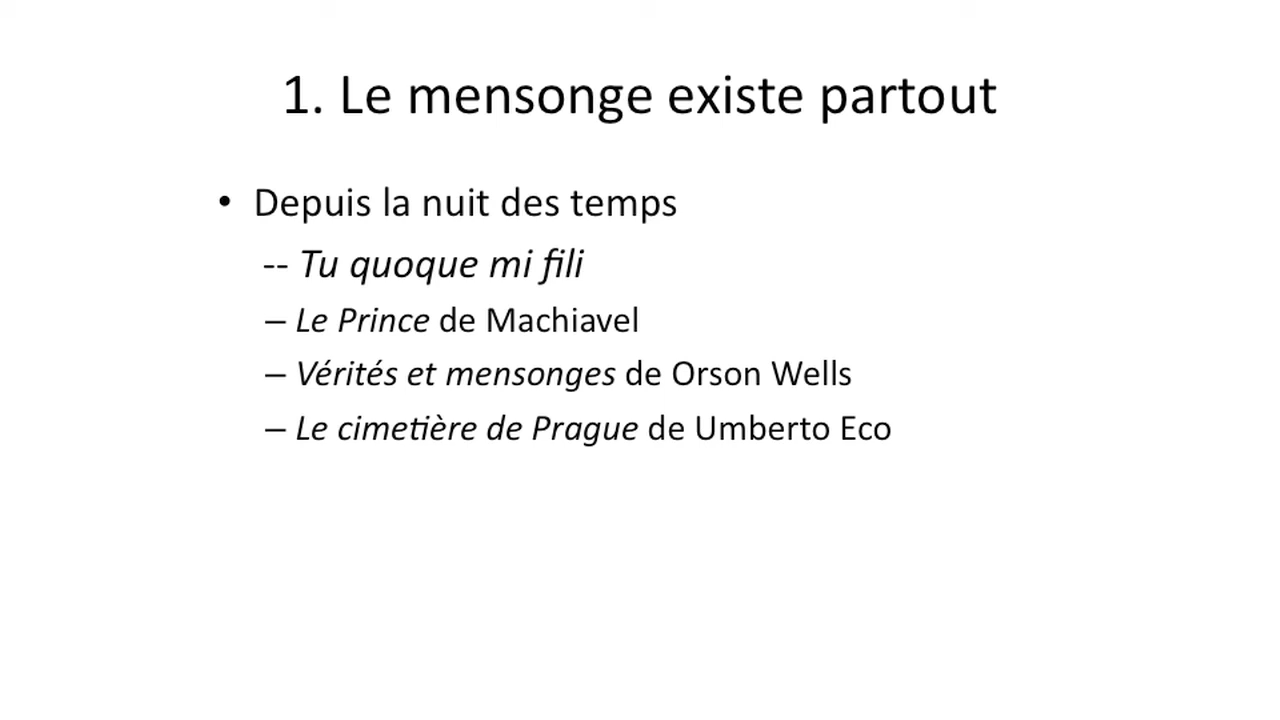 1. Le mensonge existe partout
• Depuis la nuit des temps
-- Tu quoque mi fili
– Le Prince de Machiavel
– Vérités et mensonges de Orson Wells
– Le cimetière de Prague de Umberto Eco